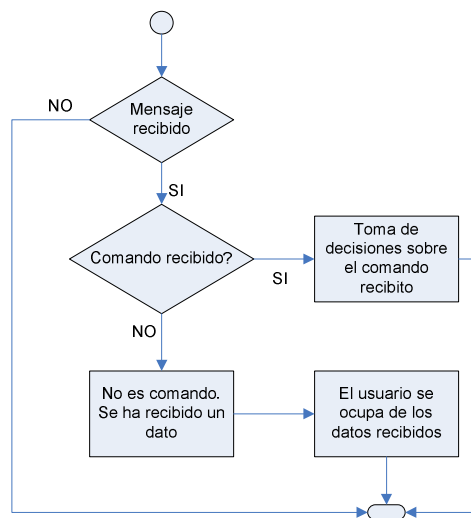 NO
Mensaje
recibido
SI
Comando recibido?
SI
Toma de
decisiones sobre
el comando
recibito
NO
No es comando.
Se ha recibido un
dato
El usuario se
ocupa de los
datos recibidos